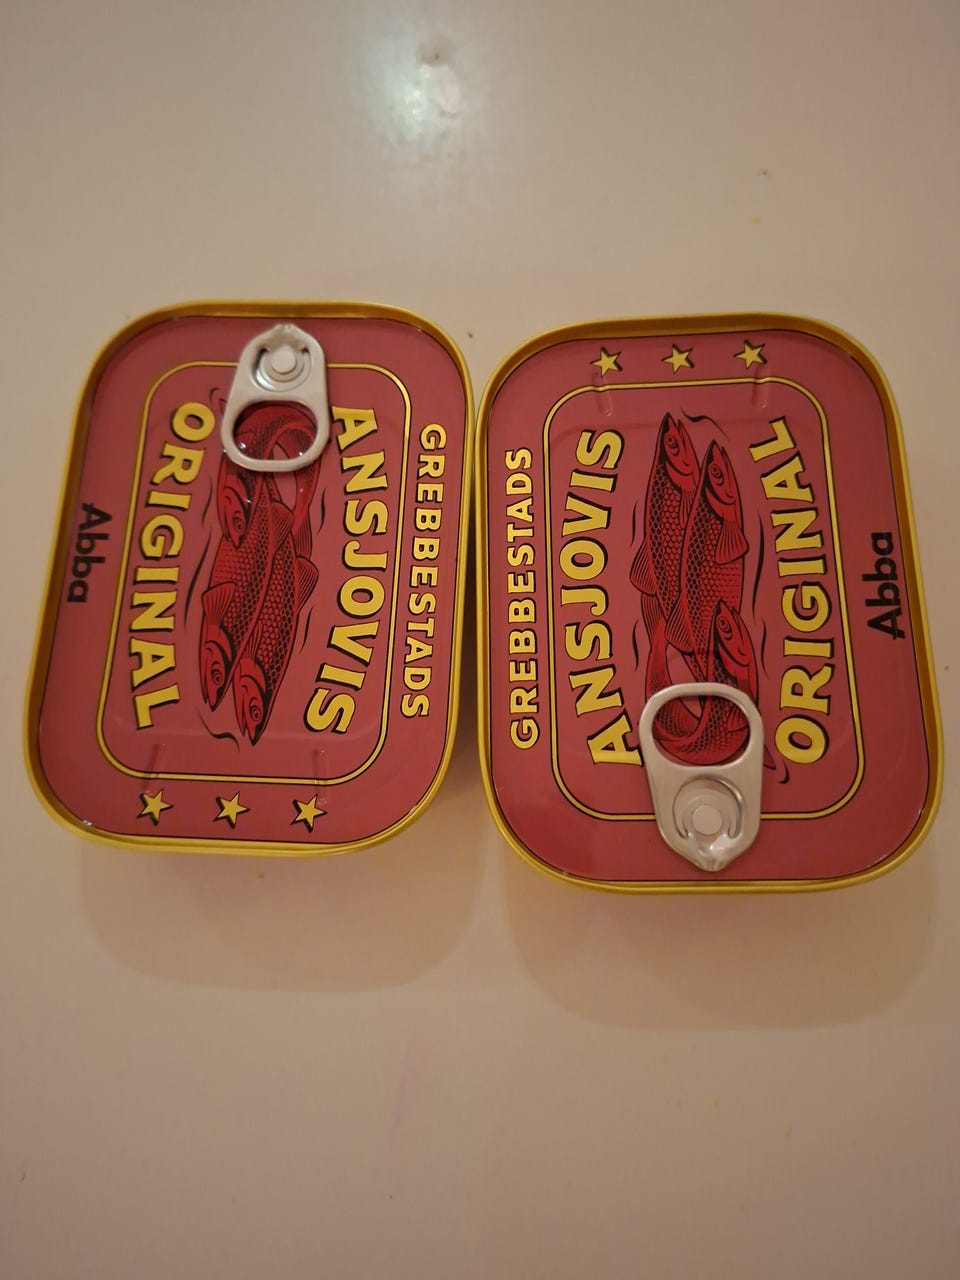 GREBBESTADS
ANSJOVIS
ORIGINAL
Abba
GREBBESTADS
ANSJOVIS
ORIGINAL
Abba